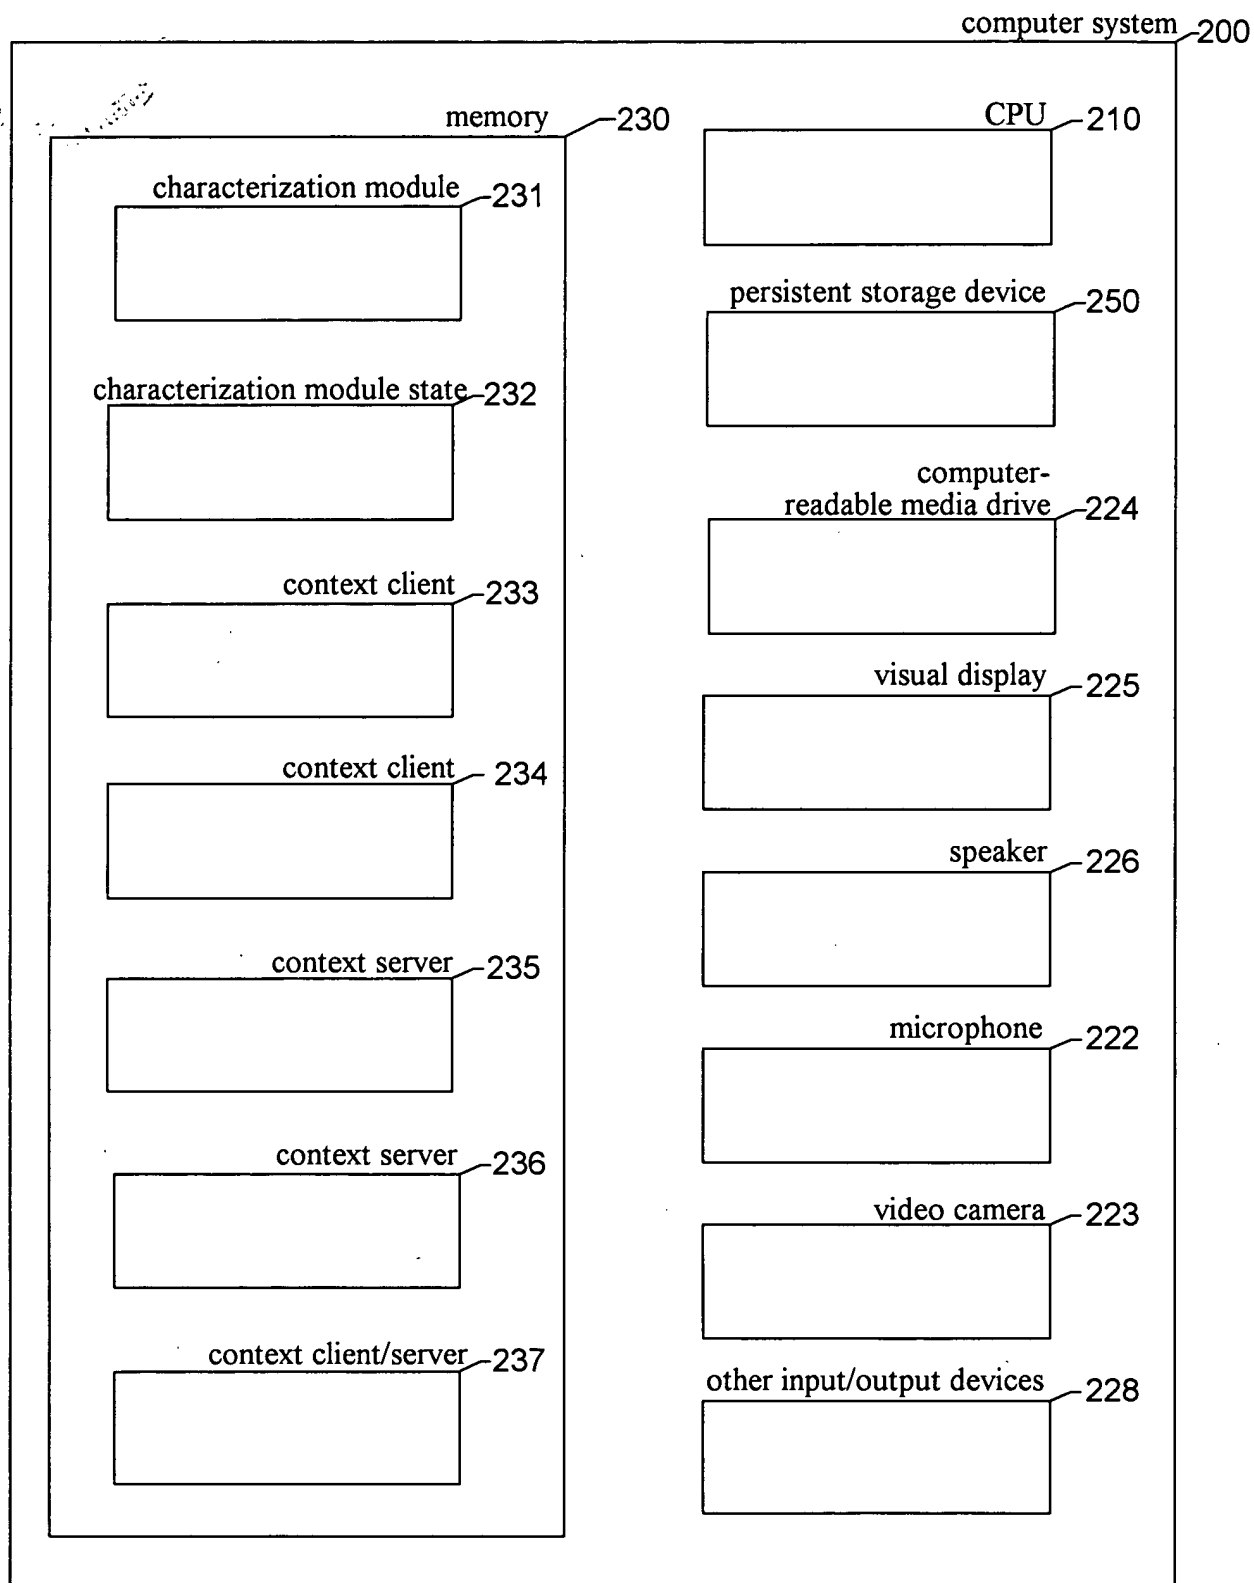 computer system 200
memory 230
characterization module 231
characterization module state 232
context client 233
context client 234
context server 235
context server 236
context client/server 237
CPU 210
persistent storage device 250
computer-
readable media drive 224
visual display 225
speaker 226
microphone 222
video camera 223
other input/output devices 228